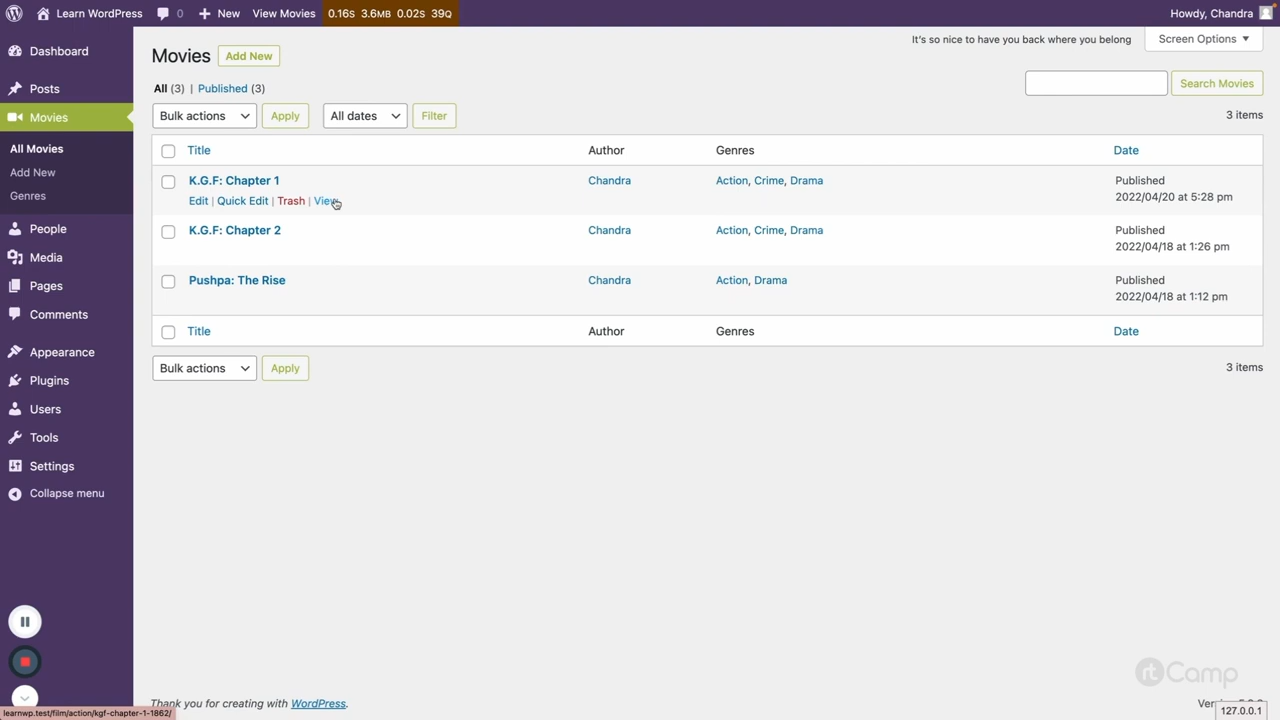 Learn WordPress 0 New View Movies 0.16S 3.6MB 0.02S 39Q Howdy, Chandra
It's so nice to have you back where you belong Screen Options
Dashboard
Posts
Movies
All Movies
Add New
Genres
People
Media
Pages
Comments
Appearance
Plugins
Users
Tools
Settings
Collapse menu
Movies Add New
All (3) | Published (3)
Search Movies
Bulk actions Apply All dates Filter
3 items
Title Author Genres Date
K.G.F: Chapter 1 Chandra Action, Crime, Drama Published
Edit | Quick Edit | Trash | View 2022/04/20 at 5:28 pm
K.G.F: Chapter 2 Chandra Action, Crime, Drama Published
2022/04/18 at 1:26 pm
Pushpa: The Rise Chandra Action, Drama Published
2022/04/18 at 1:12 pm
Title Author Genres Date
Bulk actions Apply
3 items
rtCamp
Thank you for creating with WordPress.
learnwp.test/film/action/kgf-chapter-1-1862/
127.0.0.1